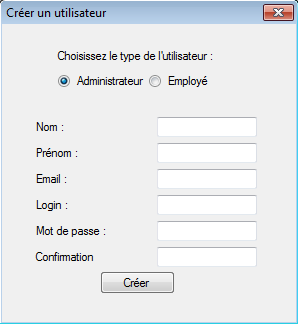 Créer un utilisateur
Choisissez le type de l'utilisateur :
Administrateur Employé
Nom :
Prénom :
Email :
Login :
Mot de passe :
Confirmation
Créer